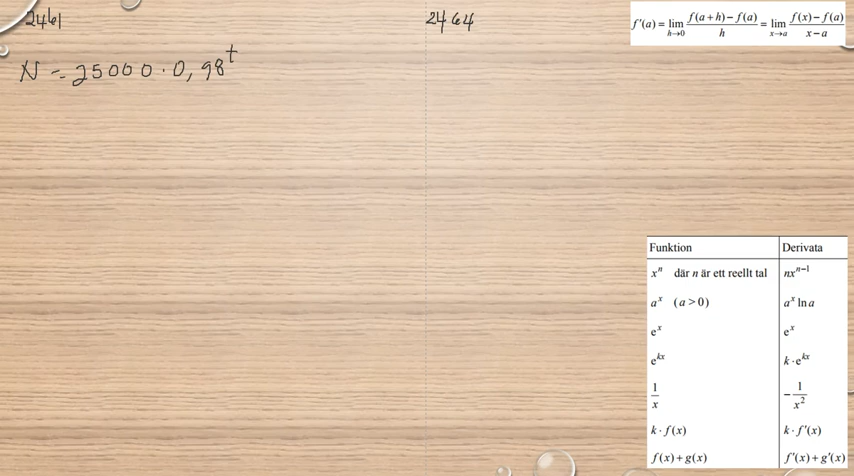 2461
N = 25000 · 0,98^t
2464
f'(a) = lim_{h→0} (f(a+h) − f(a))/h = lim_{x→a} (f(x) − f(a))/(x − a)
Funktion Derivata
x^n där n är ett reellt tal nx^{n−1}
a^x (a > 0) a^x ln a
e^x e^x
e^{kx} k · e^{kx}
1/x −1/x^2
k · f(x) k · f'(x)
f(x) + g(x) f'(x) + g'(x)